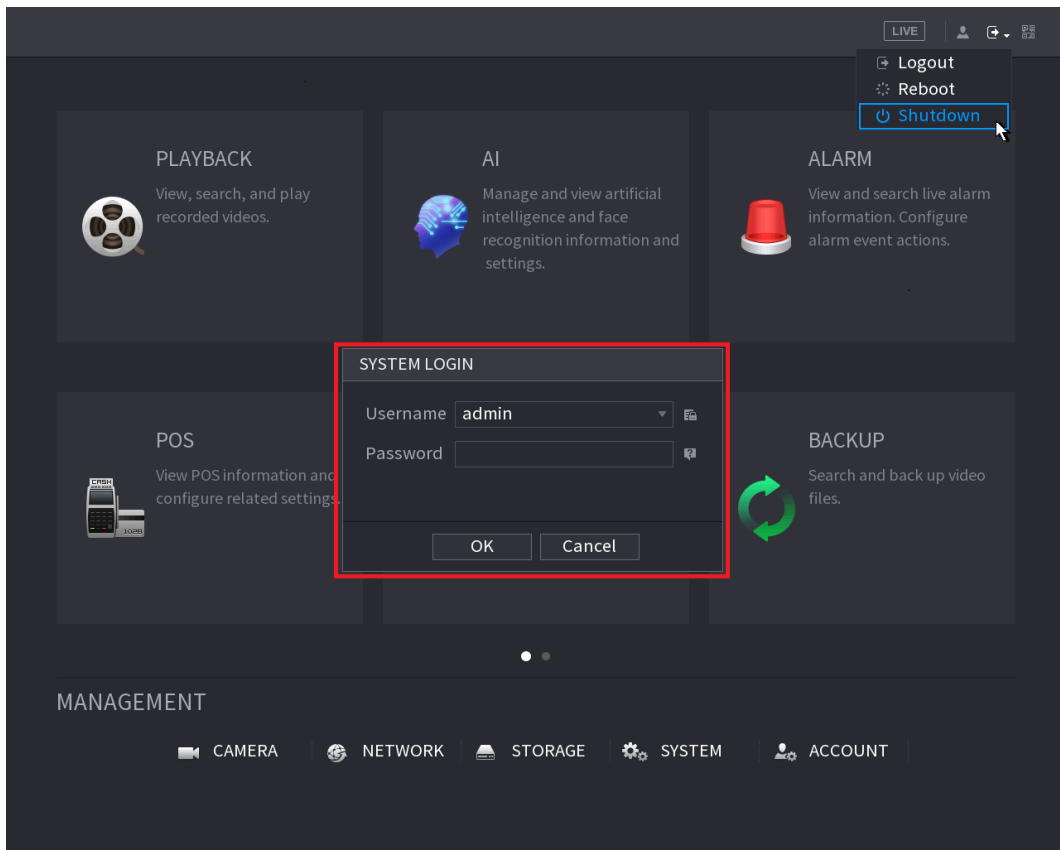 LIVE
Logout
Reboot
Shutdown
PLAYBACK
View, search, and play
recorded videos.
AI
Manage and view artificial
intelligence and face
recognition information and
settings.
ALARM
View and search live alarm
information. Configure
alarm event actions.
SYSTEM LOGIN
Username admin
Password
OK Cancel
POS
View POS information and
configure related settings.
CASH
BACKUP
Search and back up video
files.
MANAGEMENT
CAMERA NETWORK STORAGE SYSTEM ACCOUNT